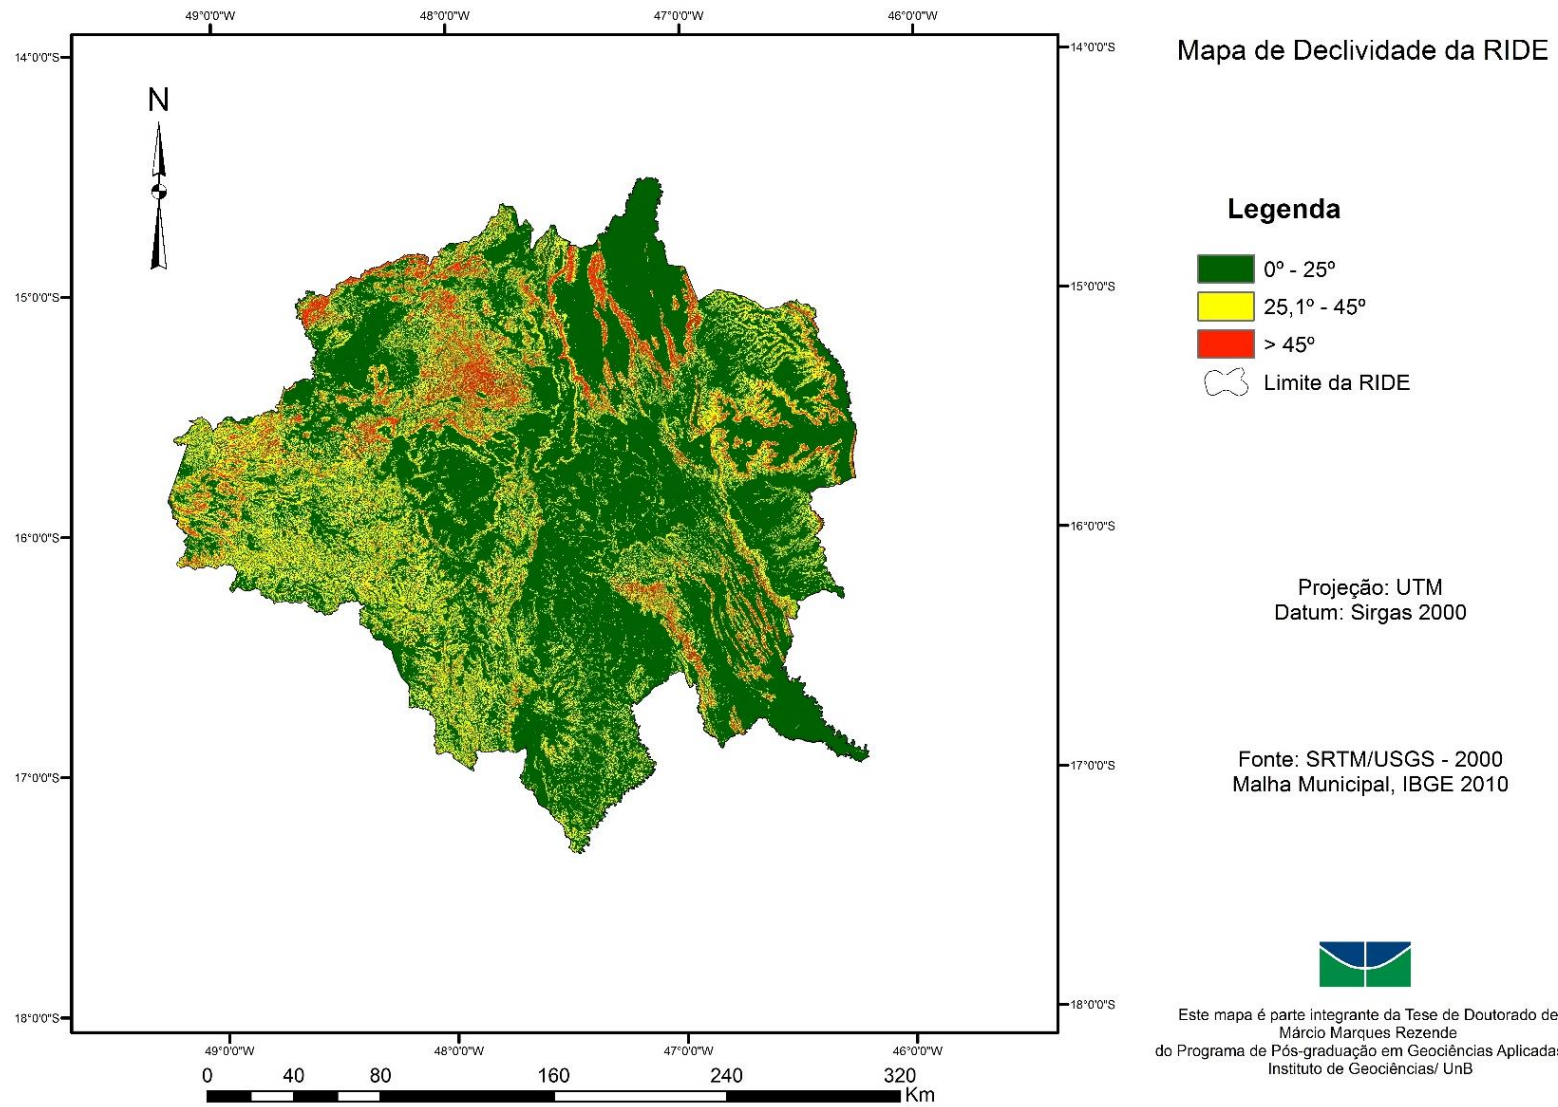 49°0'0"W 48°0'0"W 47°0'0"W 46°0'0"W
14°0'0"S
14°0'0"S
Mapa de Declividade da RIDE
N
Legenda
0º - 25º
25,1º - 45º
> 45º
Limite da RIDE
15°0'0"S
15°0'0"S
16°0'0"S
16°0'0"S
Projeção: UTM
Datum: Sirgas 2000
Fonte: SRTM/USGS - 2000
Malha Municipal, IBGE 2010
17°0'0"S
17°0'0"S
18°0'0"S
18°0'0"S
49°0'0"W 48°0'0"W 47°0'0"W 46°0'0"W
0 40 80 160 240 320
Km
Este mapa é parte integrante da Tese de Doutorado de
Márcio Marques Rezende
do Programa de Pós-graduação em Geociências Aplicadas
Instituto de Geociências/ UnB